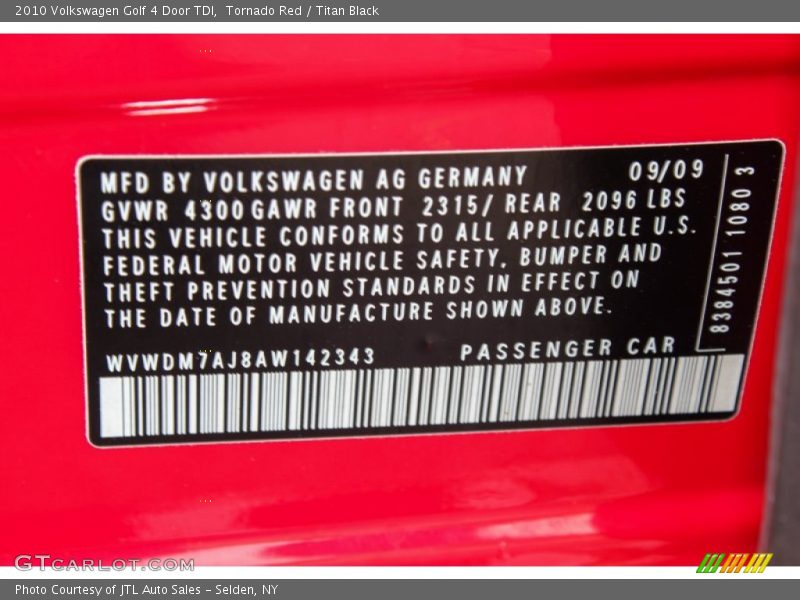 2010 Volkswagen Golf 4 Door TDI,  Tornado Red / Titan Black
MFD BY VOLKSWAGEN AG GERMANY 09/09
GVWR 4300 GAWR FRONT 2315/ REAR 2096 LBS
THIS VEHICLE CONFORMS TO ALL APPLICABLE U.S.
FEDERAL MOTOR VEHICLE SAFETY, BUMPER AND
THEFT PREVENTION STANDARDS IN EFFECT ON
THE DATE OF MANUFACTURE SHOWN ABOVE.
WVWDM7AJ8AW142343 PASSENGER CAR
8384501 1080 3
GTCARLOT.COM
Photo Courtesy of JTL Auto Sales - Selden, NY